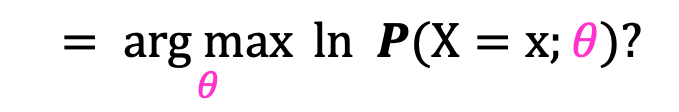 = arg max ln P(X = x; θ)?
θ